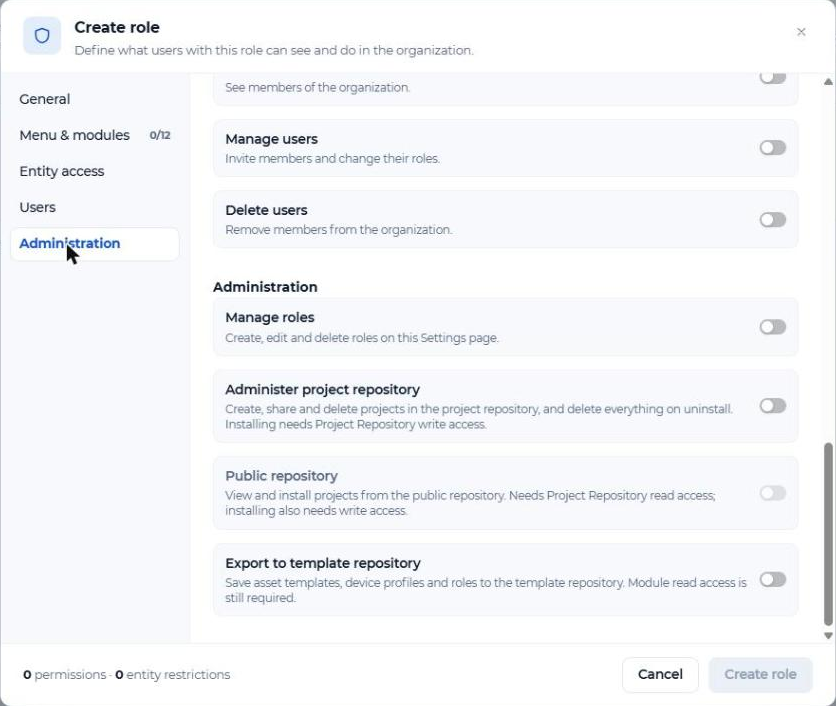 Create role
Define what users with this role can see and do in the organization.
General
Menu & modules 0/12
Entity access
Users
Administration
See members of the organization.
Manage users
Invite members and change their roles.
Delete users
Remove members from the organization.
Administration
Manage roles
Create, edit and delete roles on this Settings page.
Administer project repository
Create, share and delete projects in the project repository, and delete everything on uninstall.
Installing needs Project Repository write access.
Public repository
View and install projects from the public repository. Needs Project Repository read access;
installing also needs write access.
Export to template repository
Save asset templates, device profiles and roles to the template repository. Module read access is
still required.
0 permissions · 0 entity restrictions
Cancel
Create role